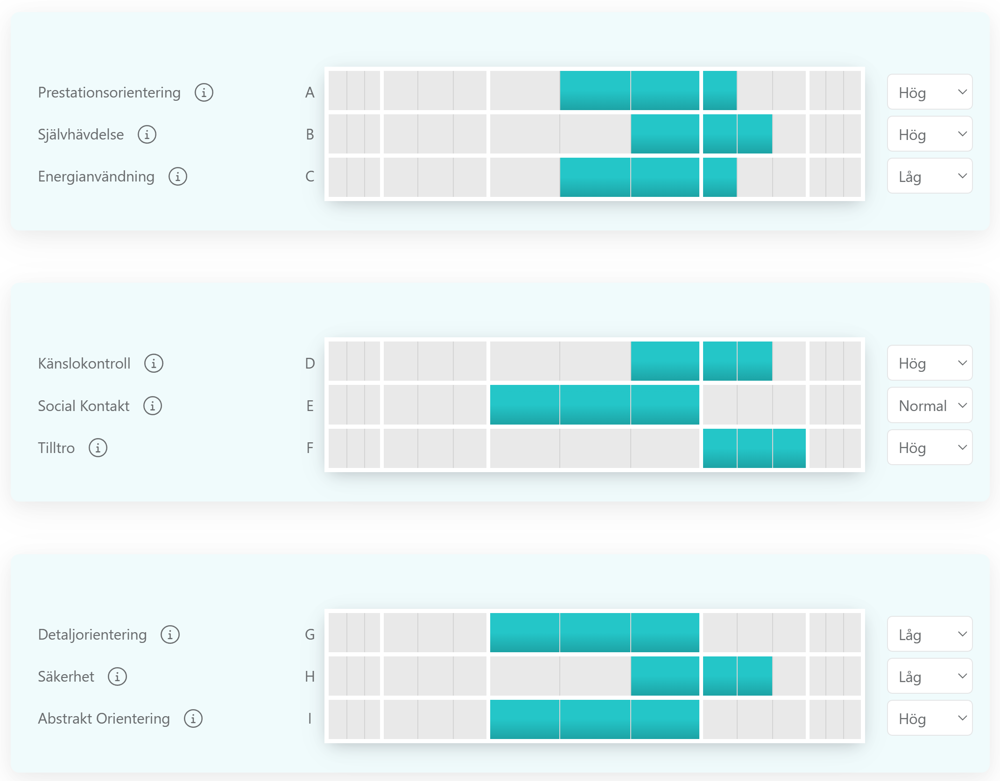 Prestationsorientering A Hög
Självhävdelse B Hög
Energianvändning C Låg
Känslokontroll D Hög
Social Kontakt E Normal
Tilltro F Hög
Detaljorientering G Låg
Säkerhet H Låg
Abstrakt Orientering I Hög